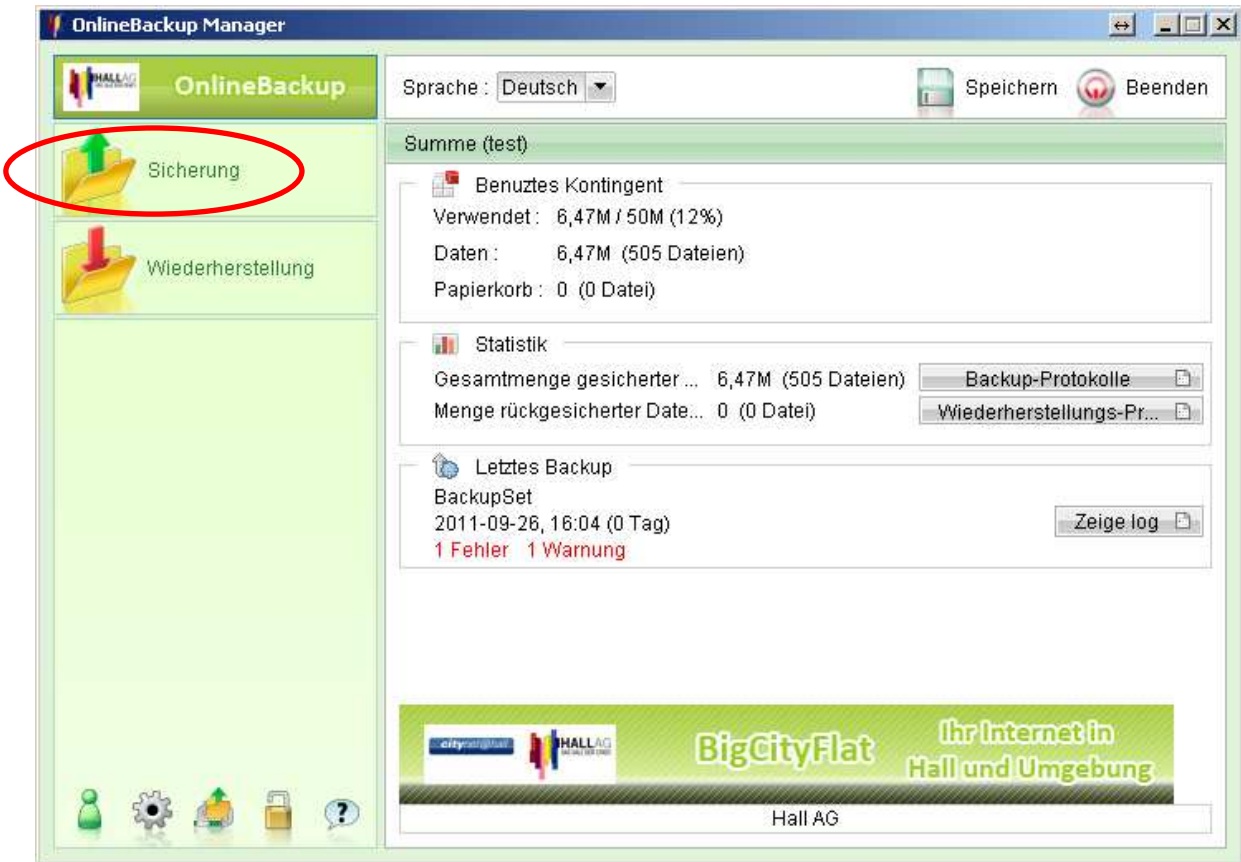 OnlineBackup Manager
HALLAG
OnlineBackup
Sprache : Deutsch
Speichern
Beenden
Sicherung
Wiederherstellung
Summe (test)
Benuztes Kontingent
Verwendet : 6,47M / 50M (12%)
Daten : 6,47M (505 Dateien)
Papierkorb : 0 (0 Datei)
Statistik
Gesamtmenge gesicherter ... 6,47M (505 Dateien) Backup-Protokolle
Menge rückgesicherter Date... 0 (0 Datei) Wiederherstellungs-Pr...
Letztes Backup
BackupSet
2011-09-26, 16:04 (0 Tag) Zeige log
1 Fehler 1 Warnung
HALLAG
BigCityFlat
Ihr Internet in
Hall und Umgebung
Hall AG